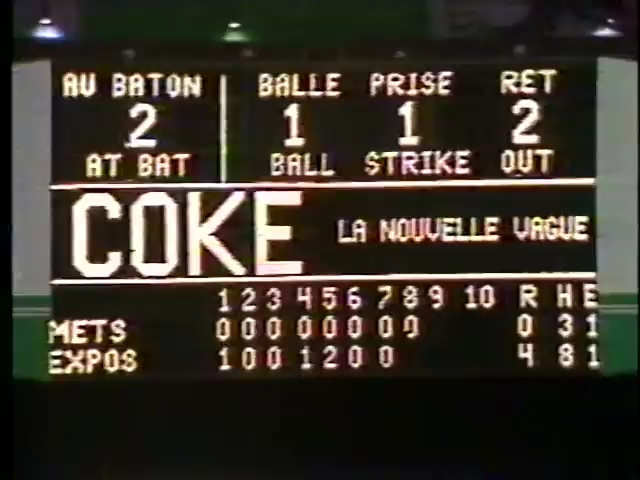 AU BATON BALLE PRISE RET
2 1 1 2
AT BAT BALL STRIKE OUT
COKE LA NOUVELLE VAGUE
1 2 3 4 5 6 7 8 9 10 R H E
METS 0 0 0 0 0 0 0 0 0 3 1
EXPOS 1 0 0 1 2 0 0 4 8 1